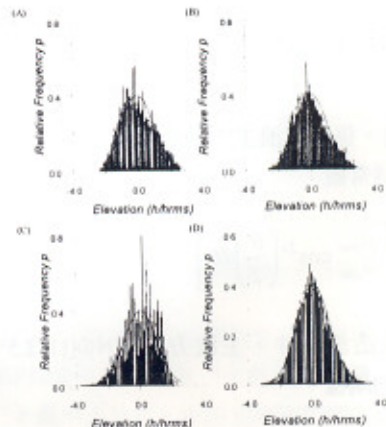 (A)
0.8
0.4
0.0
Relative Frequency p
-4.0 0.0 4.0
Elevation (h/hrms)
(B)
0.8
0.4
0.0
Relative Frequency p
-4.0 0.0 4.0
Elevation (h/hrms)
(C)
0.8
0.4
0.0
Relative Frequency p
-4.0 0.0 4.0
Elevation (h/hrms)
(D)
0.6
0.4
0.2
0.0
Relative Frequency p
-4.0 0.0 4.0
Elevation (h/hrms)